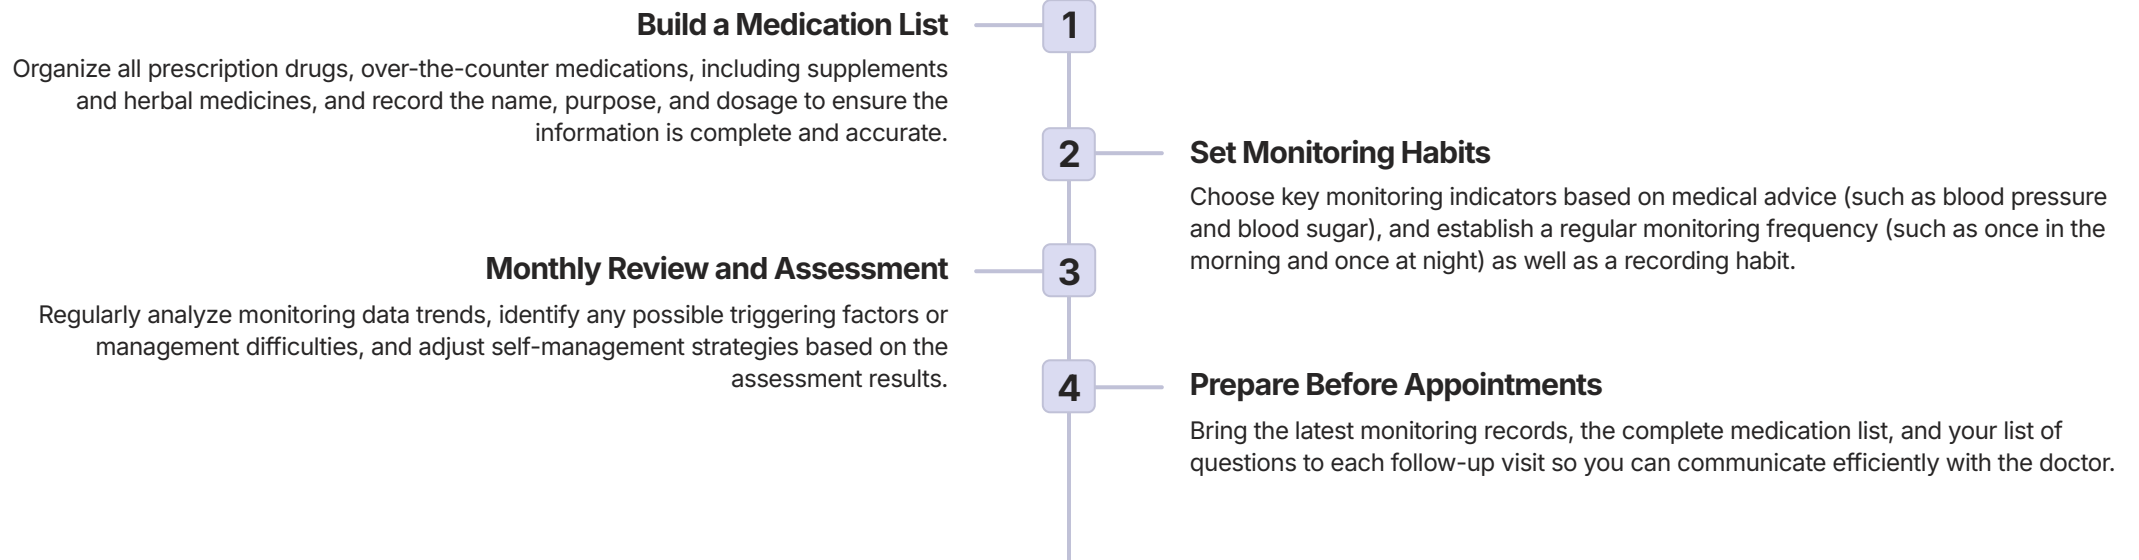 Build a Medication List
1
Organize all prescription drugs, over-the-counter medications, including supplements
and herbal medicines, and record the name, purpose, and dosage to ensure the
information is complete and accurate.
2
Set Monitoring Habits
Choose key monitoring indicators based on medical advice (such as blood pressure
and blood sugar), and establish a regular monitoring frequency (such as once in the
morning and once at night) as well as a recording habit.
Monthly Review and Assessment
3
Regularly analyze monitoring data trends, identify any possible triggering factors or
management difficulties, and adjust self-management strategies based on the
assessment results.
4
Prepare Before Appointments
Bring the latest monitoring records, the complete medication list, and your list of
questions to each follow-up visit so you can communicate efficiently with the doctor.